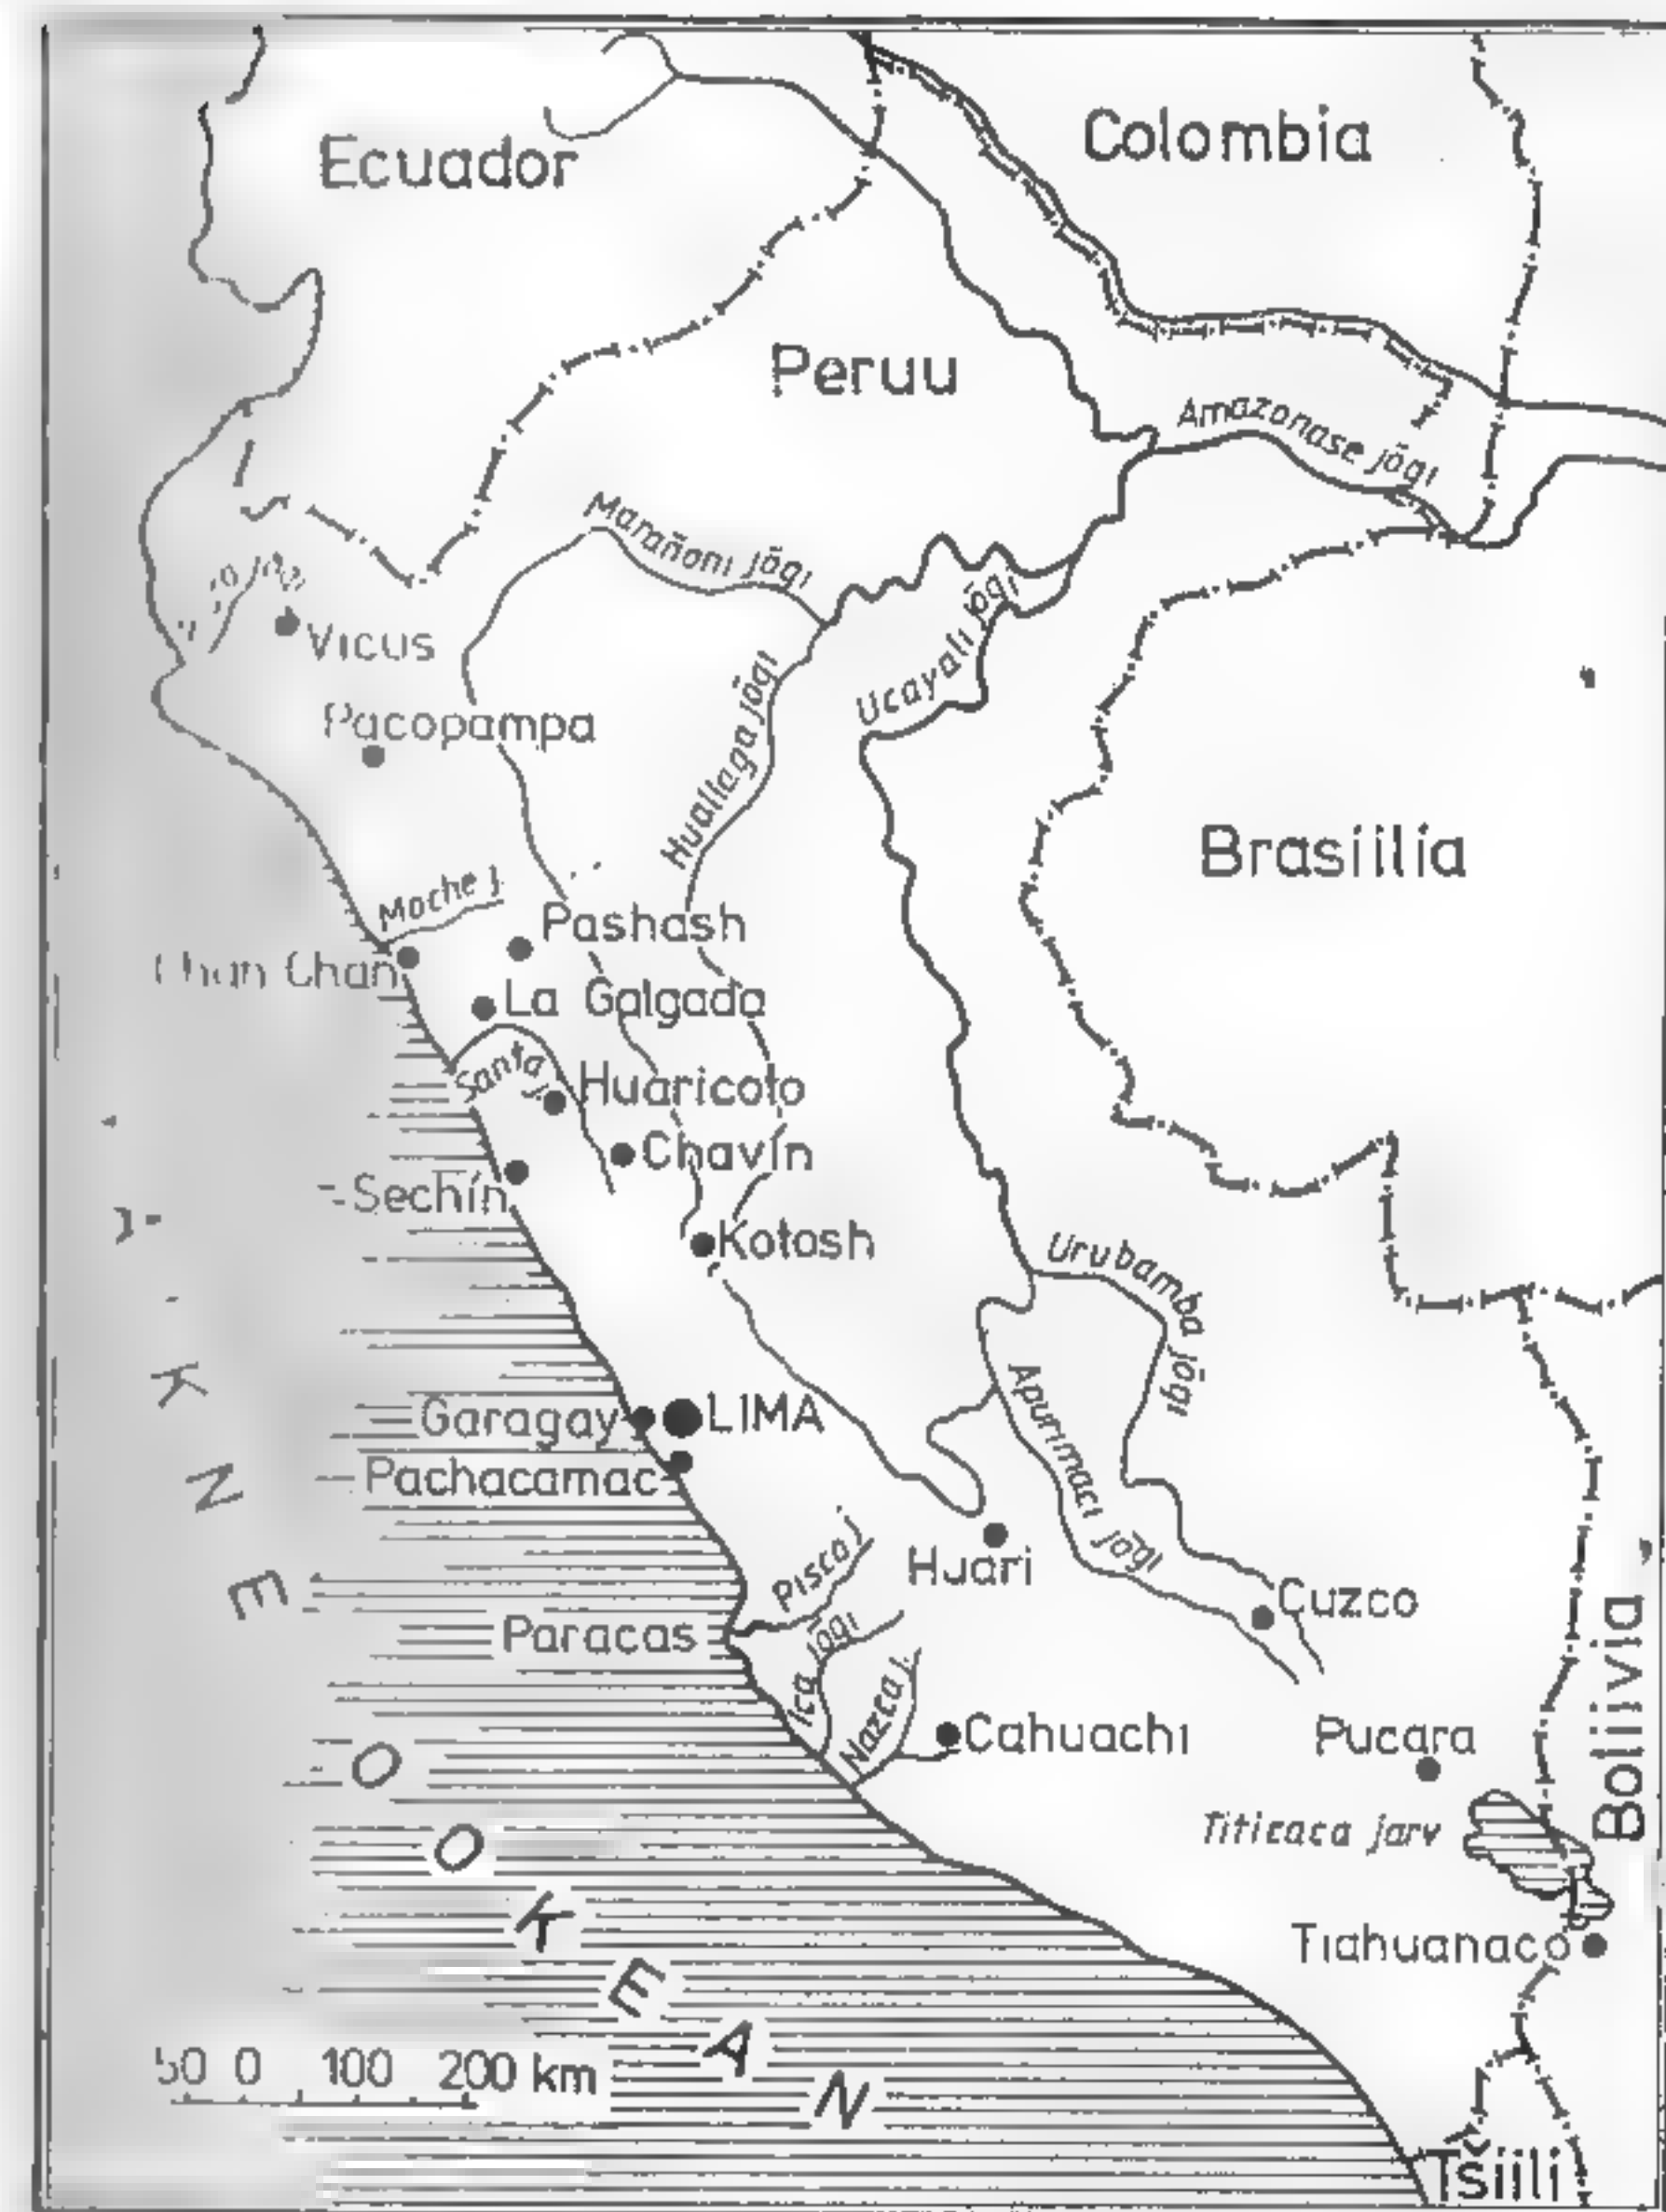 Colombia
Ecuador
Peruu
Amazonase jõgi
Marañoni jõgi
Ucayali jõgi
Vicus
Huallaga jõgi
Pacopampa
Brasiilia
Moche j.
Pashash
Chan Chan
La Galgada
Santa j.
Huaricoto
Chavín
Sechín
Kotosh
Urubamba jõgi
Apurimaci jõgi
Garagay
LIMA
Pachacamac
Pisco j.
Huari
Cuzco
Paracas
Ica jõgi
Nazca j.
Cahuachi
Pucara
Bolivia
Titicaca jarv
Tiahuanaco
OOKEAN
50 0 100 200 km
Tšiili